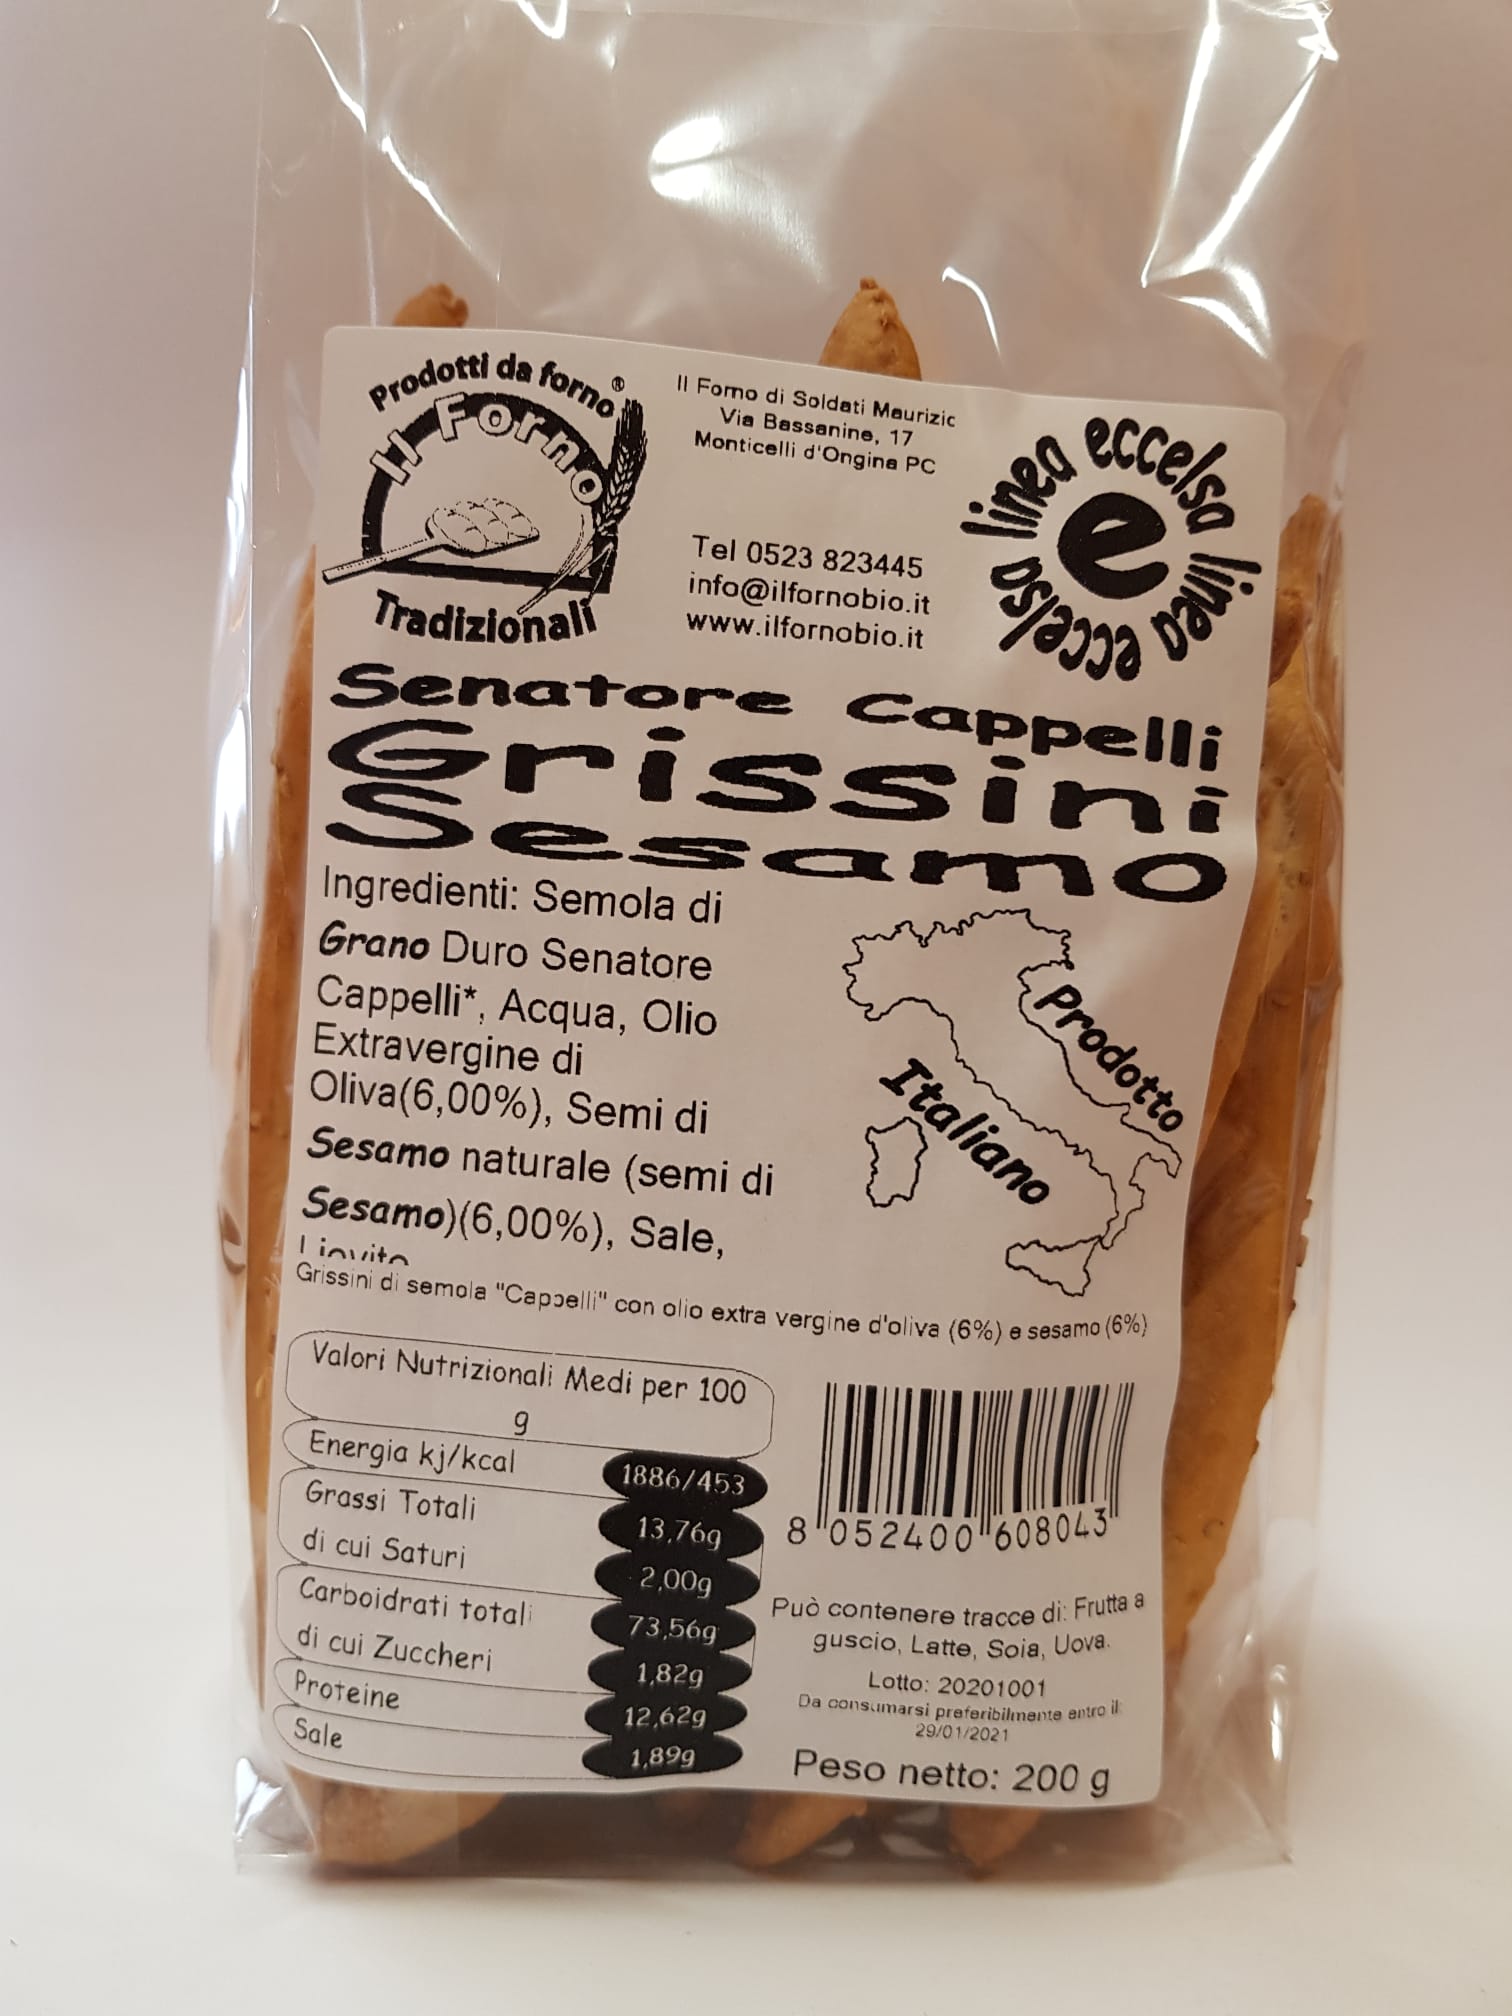 Prodotti da forno®
Il Forno
Tradizionali
Il Forno di Soldati Maurizio
Via Bassanine, 17
Monticelli d'Ongina PC
Tel 0523 823445
info@ilfornobio.it
www.ilfornobio.it
linea eccelsa linea eccelsa
e
Senatore Cappelli
Grissini
Sesamo
Ingredienti: Semola di
Grano Duro Senatore
Cappelli*, Acqua, Olio
Extravergine di
Oliva(6,00%), Semi di
Sesamo naturale (semi di
Sesamo)(6,00%), Sale,
Lievito
Prodotto
Italiano
Grissini di semola "Cappelli" con olio extra vergine d'oliva (6%) e sesamo (6%)
Valori Nutrizionali Medi per 100
g
Energia kj/kcal 1886/453
Grassi Totali 13,76g
di cui Saturi 2,00g
Carboidrati totali 73,56g
di cui Zuccheri 1,82g
Proteine 12,62g
Sale 1,89g
8 052400 608043
Può contenere tracce di: Frutta a
guscio, Latte, Soia, Uova.
Lotto: 20201001
Da consumarsi preferibilmente entro il:
29/01/2021
Peso netto: 200 g